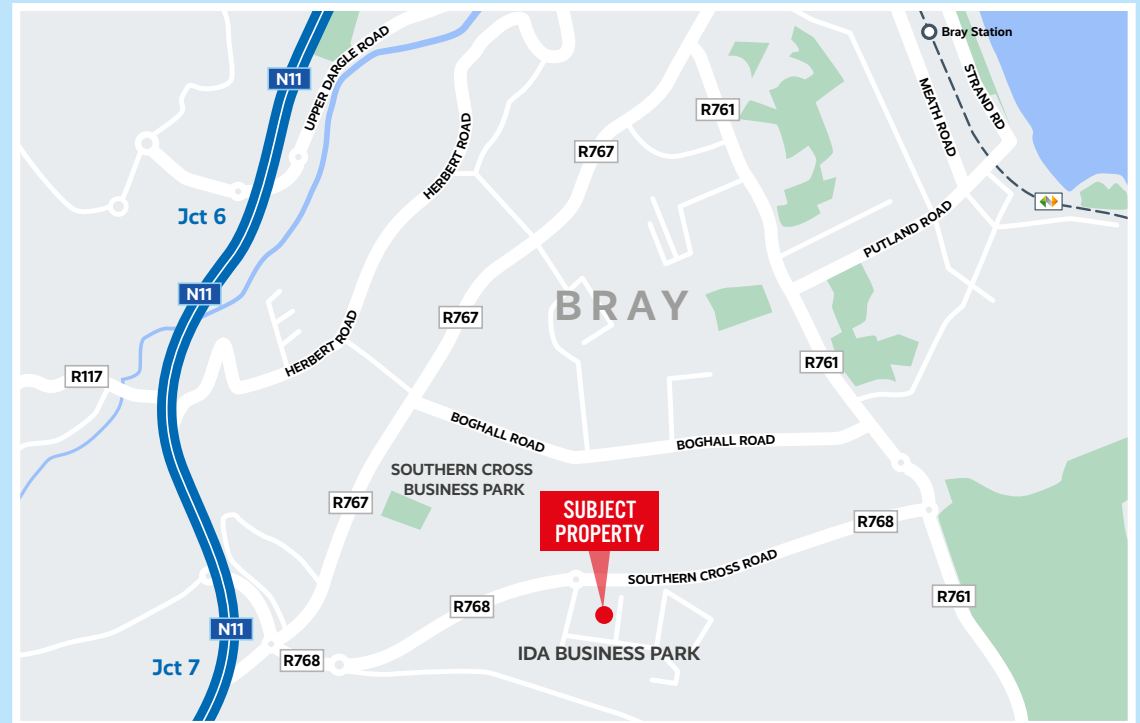 Bray Station
N11
UPPER DARGLE ROAD
STRAND RD
MEATH ROAD
R761
HERBERT ROAD
R767
Jct 6
PUTLAND ROAD
N11
BRAY
R767
HERBERT ROAD
R761
R117
BOGHALL ROAD
BOGHALL ROAD
SOUTHERN CROSS
BUSINESS PARK
R767
SUBJECT
PROPERTY
R768
SOUTHERN CROSS ROAD
R768
R761
N11
IDA BUSINESS PARK
R768
Jct 7